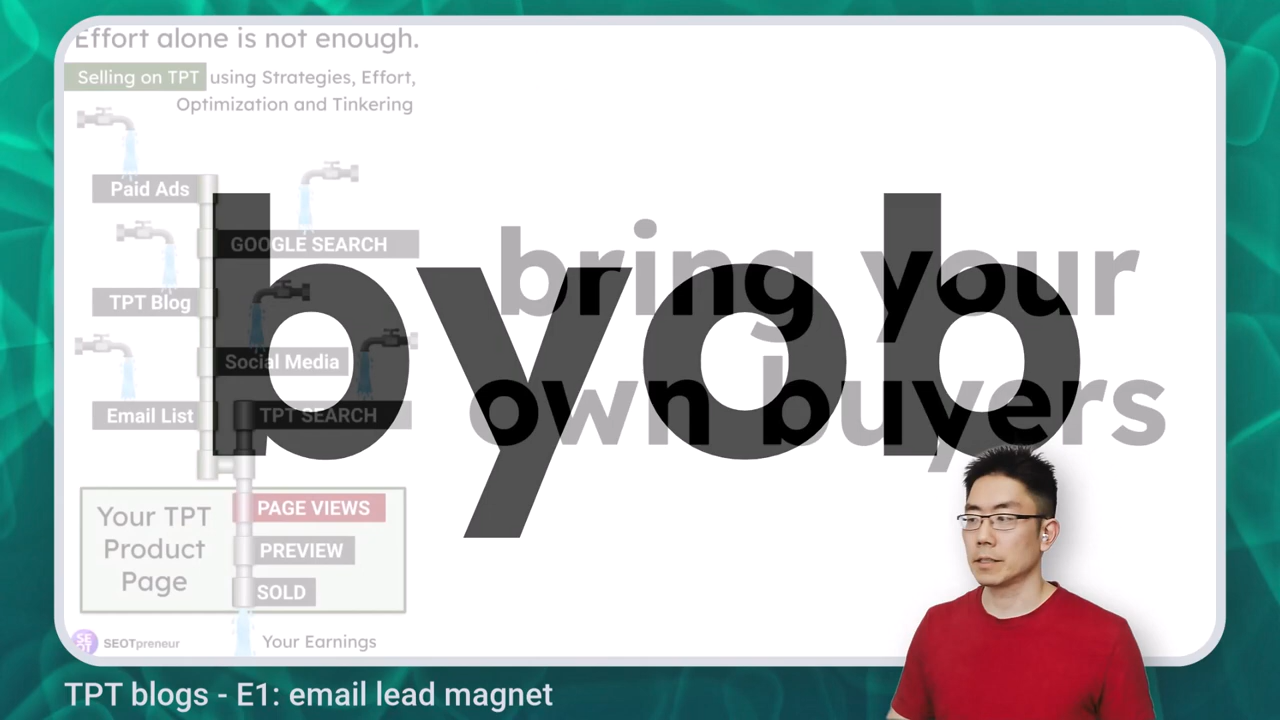 Effort alone is not enough.
Selling on TPT using Strategies, Effort,
Optimization and Tinkering
Paid Ads
GOOGLE SEARCH
TPT Blog
Social Media
Email List
TPT SEARCH
byob
bring your
own buyers
Your TPT
Product
Page
PAGE VIEWS
PREVIEW
SOLD
SEOT
SEOTpreneur
Your Earnings
TPT blogs - E1: email lead magnet